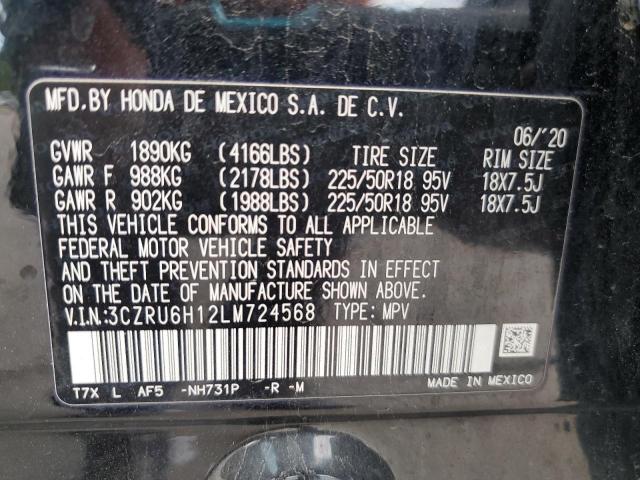 MFD.BY HONDA DE MEXICO S.A. DE C.V.
06/'20
GVWR 1890KG (4166LBS) TIRE SIZE RIM SIZE
GAWR F 988KG (2178LBS) 225/50R18 95V 18X7.5J
GAWR R 902KG (1988LBS) 225/50R18 95V 18X7.5J
THIS VEHICLE CONFORMS TO ALL APPLICABLE
FEDERAL MOTOR VEHICLE SAFETY
AND THEFT PREVENTION STANDARDS IN EFFECT
ON THE DATE OF MANUFACTURE SHOWN ABOVE.
V.I.N:3CZRU6H12LM724568 TYPE: MPV
T7X L AF5 -NH731P -R -M
MADE IN MEXICO